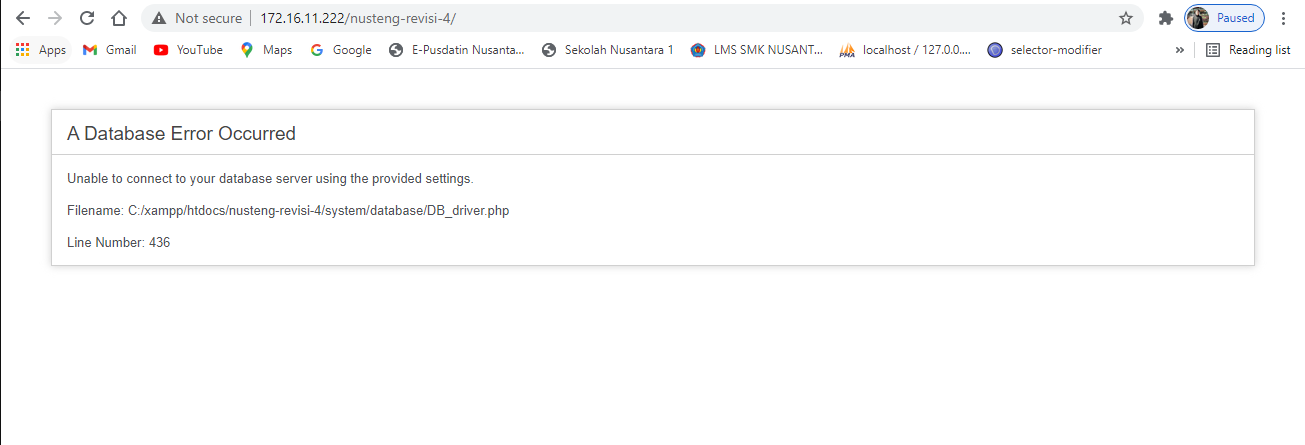 Not secure | 172.16.11.222/nusteng-revisi-4/ Paused
Apps Gmail YouTube Maps Google E-Pusdatin Nusanta... Sekolah Nusantara 1 LMS SMK NUSANT... PMA localhost / 127.0.0.... selector-modifier » Reading list
A Database Error Occurred
Unable to connect to your database server using the provided settings.
Filename: C:/xampp/htdocs/nusteng-revisi-4/system/database/DB_driver.php
Line Number: 436